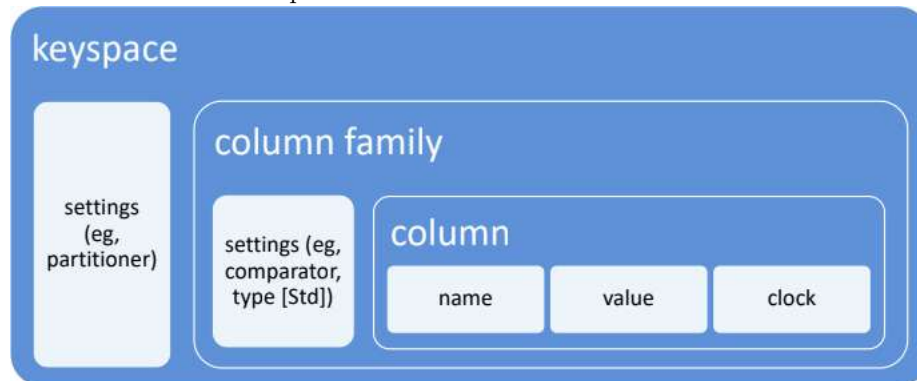 keyspace
column family
settings
(eg,
partitioner)
settings (eg,
comparator,
type [Std])
column
name
value
clock